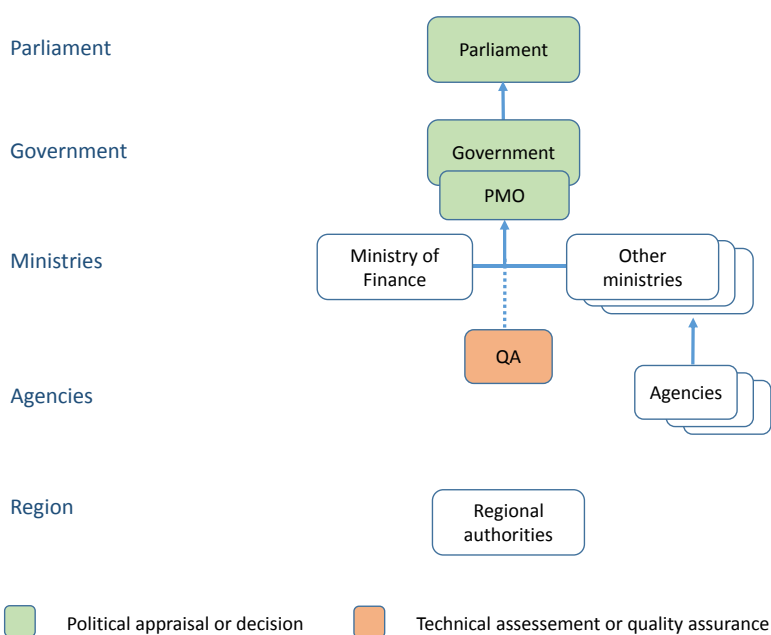 Parliament
Parliament
Government
Government
PMO
Ministries
Ministry of
Finance
Other
ministries
QA
Agencies
Agencies
Region
Regional
authorities
Political appraisal or decision
Technical assessement or quality assurance